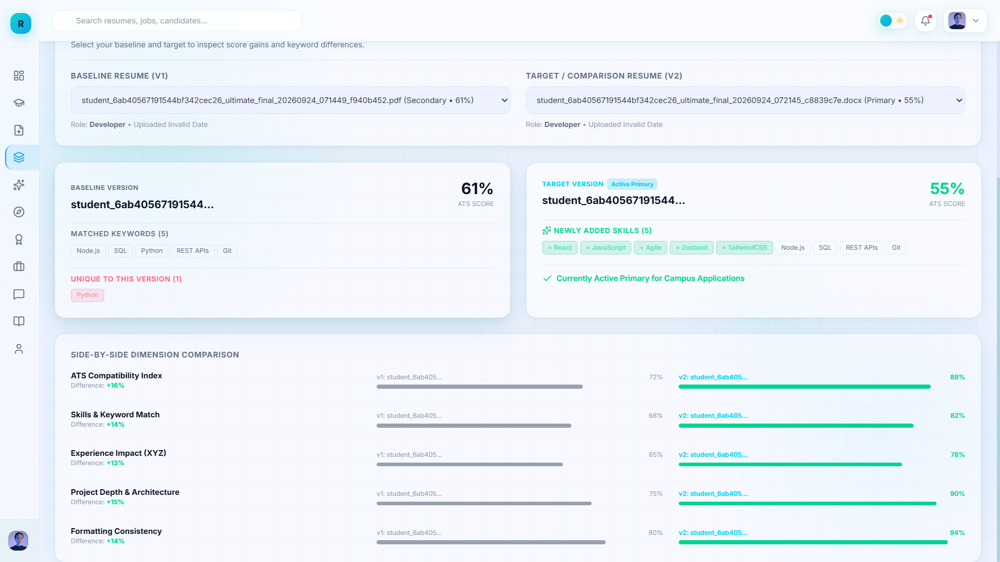 R
Search resumes, jobs, candidates...
Select your baseline and target to inspect score gains and keyword differences.
BASELINE RESUME (V1)
student_6ab40567191544bf342cec26_ultimate_final_20260924_071449_f940b452.pdf (Secondary • 61%)
Role: Developer • Uploaded Invalid Date
TARGET / COMPARISON RESUME (V2)
student_6ab40567191544bf342cec26_ultimate_final_20260924_072145_c8839c7e.docx (Primary • 55%)
Role: Developer • Uploaded Invalid Date
BASELINE VERSION
student_6ab40567191544...
61%
ATS SCORE
MATCHED KEYWORDS (5)
Node.js SQL Python REST APIs Git
UNIQUE TO THIS VERSION (1)
Python
TARGET VERSION Active Primary
student_6ab40567191544...
55%
ATS SCORE
NEWLY ADDED SKILLS (5)
+ React + JavaScript + Agile + Zustand + TailwindCSS Node.js SQL REST APIs Git
Currently Active Primary for Campus Applications
SIDE-BY-SIDE DIMENSION COMPARISON
ATS Compatibility Index
Difference: +16%
v1: student_6ab405... 72%
v2: student_6ab405... 88%
Skills & Keyword Match
Difference: +14%
v1: student_6ab405... 68%
v2: student_6ab405... 82%
Experience Impact (XYZ)
Difference: +13%
v1: student_6ab405... 65%
v2: student_6ab405... 78%
Project Depth & Architecture
Difference: +15%
v1: student_6ab405... 75%
v2: student_6ab405... 90%
Formatting Consistency
Difference: +14%
v1: student_6ab405... 80%
v2: student_6ab405... 94%